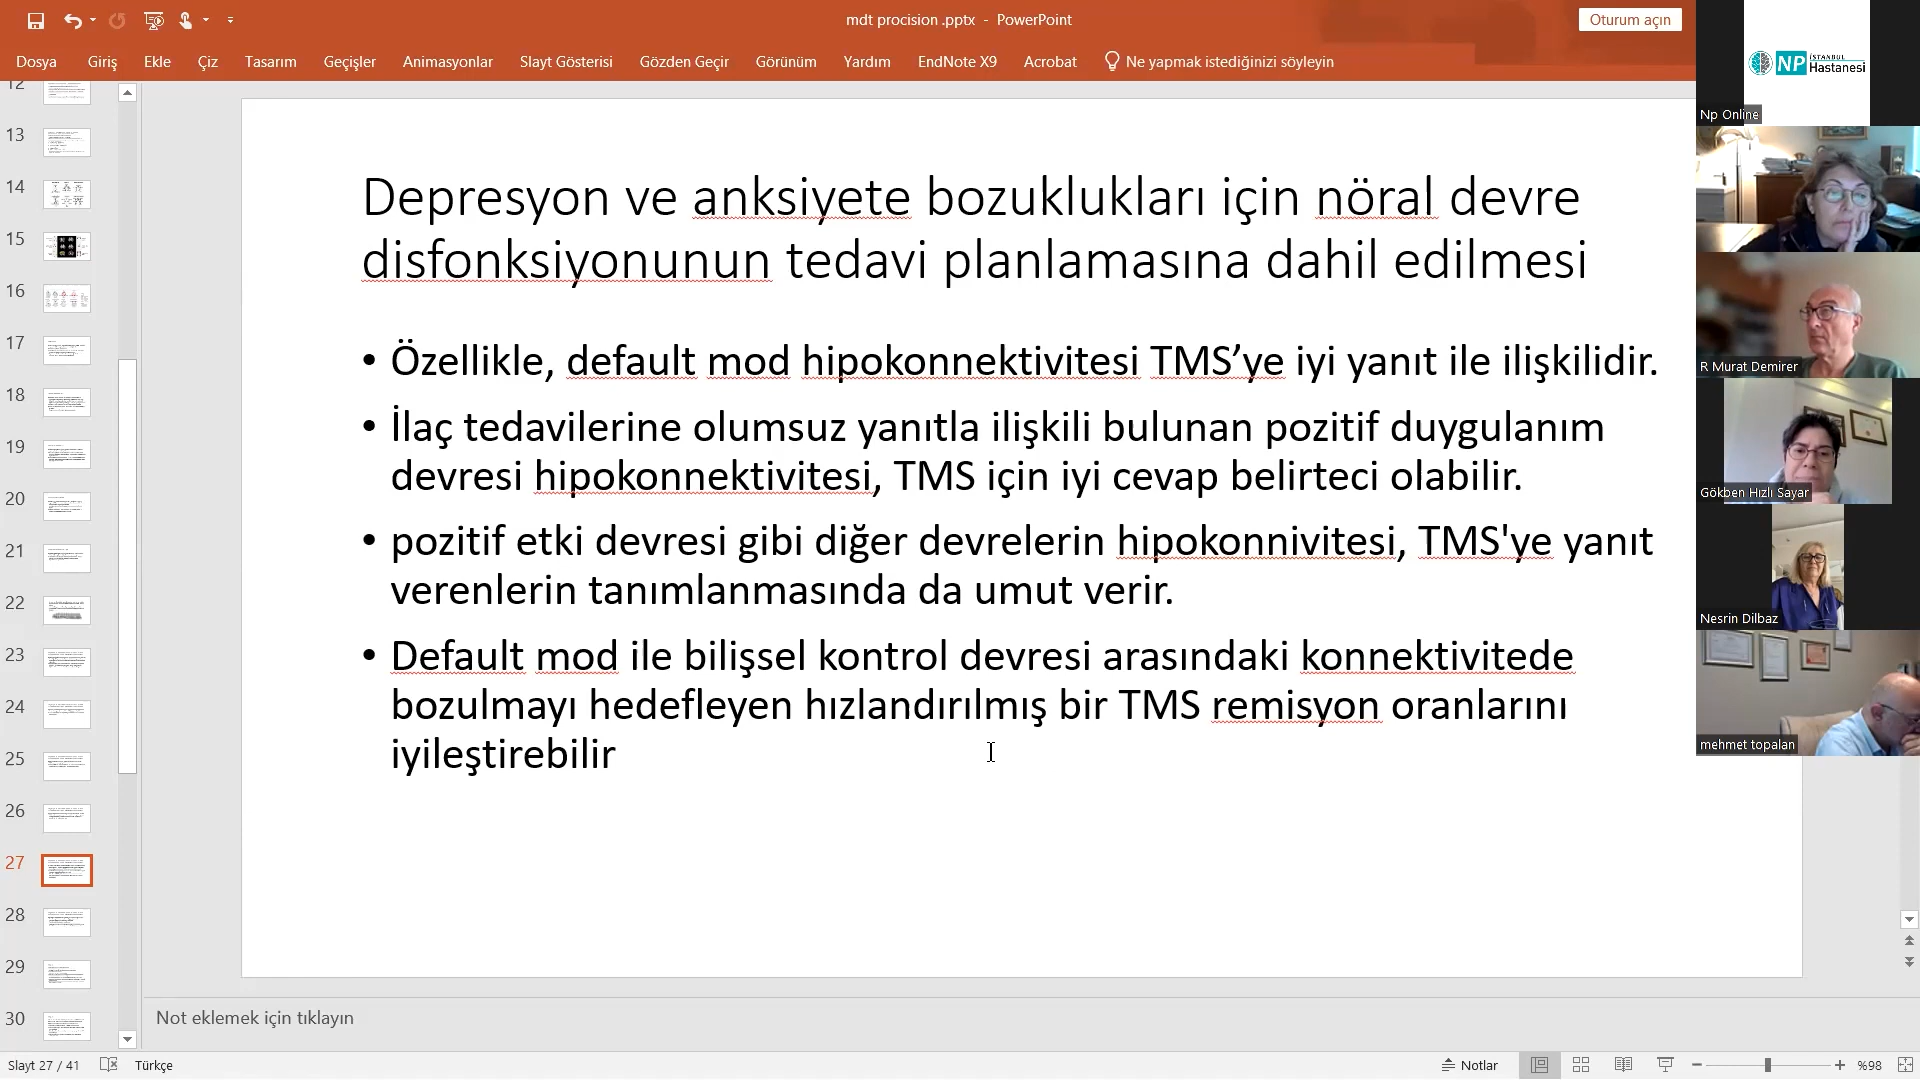 mdt procision .pptx - PowerPoint
Oturum açın
Dosya Giriş Ekle Çiz Tasarım Geçişler Animasyonlar Slayt Gösterisi Gözden Geçir Görünüm Yardım EndNote X9 Acrobat Ne yapmak istediğinizi söyleyin
12
13
14
15
16
17
18
19
20
21
22
23
24
25
26
27
28
29
30
Depresyon ve anksiyete bozuklukları için nöral devre
disfonksiyonunun tedavi planlamasına dahil edilmesi
• Özellikle, default mod hipokonnektivitesi TMS’ye iyi yanıt ile ilişkilidir.
• İlaç tedavilerine olumsuz yanıtla ilişkili bulunan pozitif duygulanım
devresi hipokonnektivitesi, TMS için iyi cevap belirteci olabilir.
• pozitif etki devresi gibi diğer devrelerin hipokonnivitesi, TMS'ye yanıt
verenlerin tanımlanmasında da umut verir.
• Default mod ile bilişsel kontrol devresi arasındaki konnektivitede
bozulmayı hedefleyen hızlandırılmış bir TMS remisyon oranlarını
iyileştirebilir
NP İSTANBUL Hastanesi
Np Online
R Murat Demirer
Gökben Hızlı Sayar
Nesrin Dilbaz
mehmet topalan
Not eklemek için tıklayın
Slayt 27 / 41 Türkçe Notlar %98